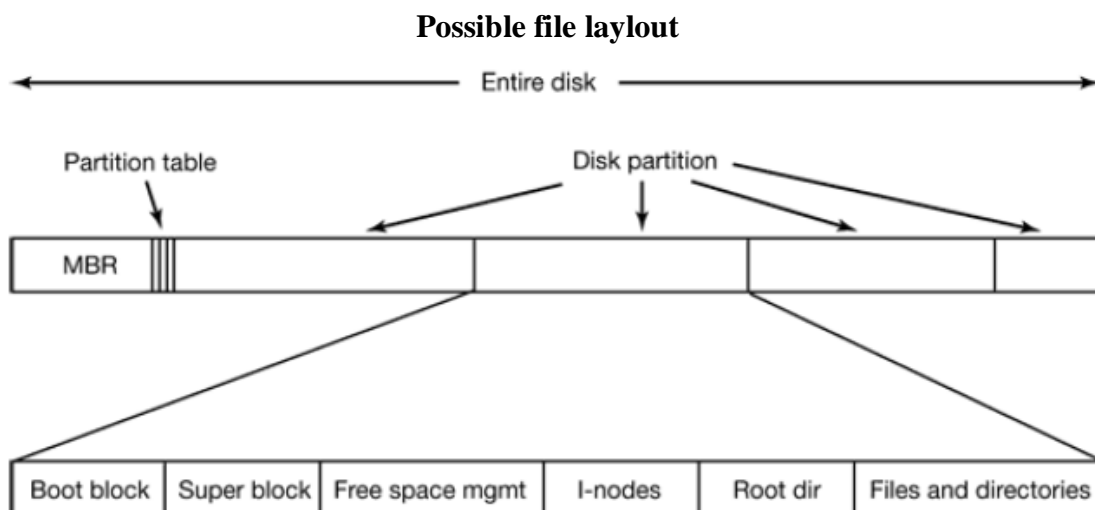 Possible file laylout
Entire disk
Partition table
Disk partition
MBR
Boot block
Super block
Free space mgmt
I-nodes
Root dir
Files and directories